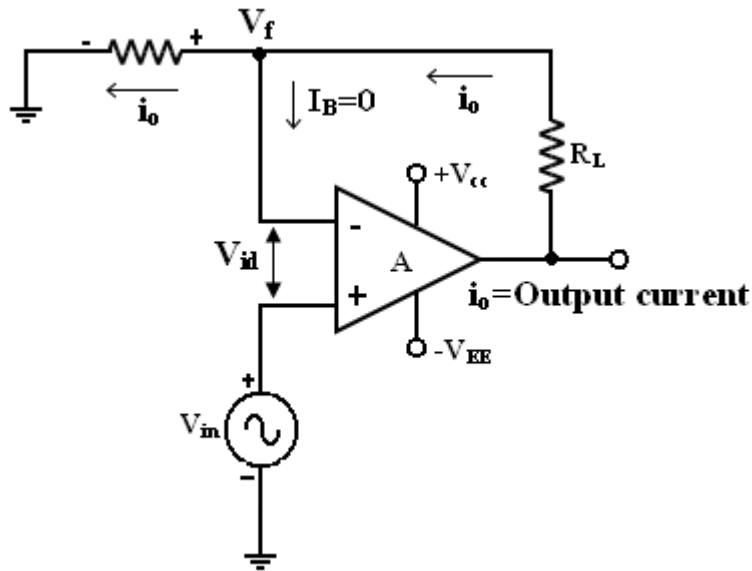 V_f
- +
i_o
I_B=0
i_o
R_L
+V_cc
V_id
-
A
+
i_o=Output current
-V_EE
+
V_in
-